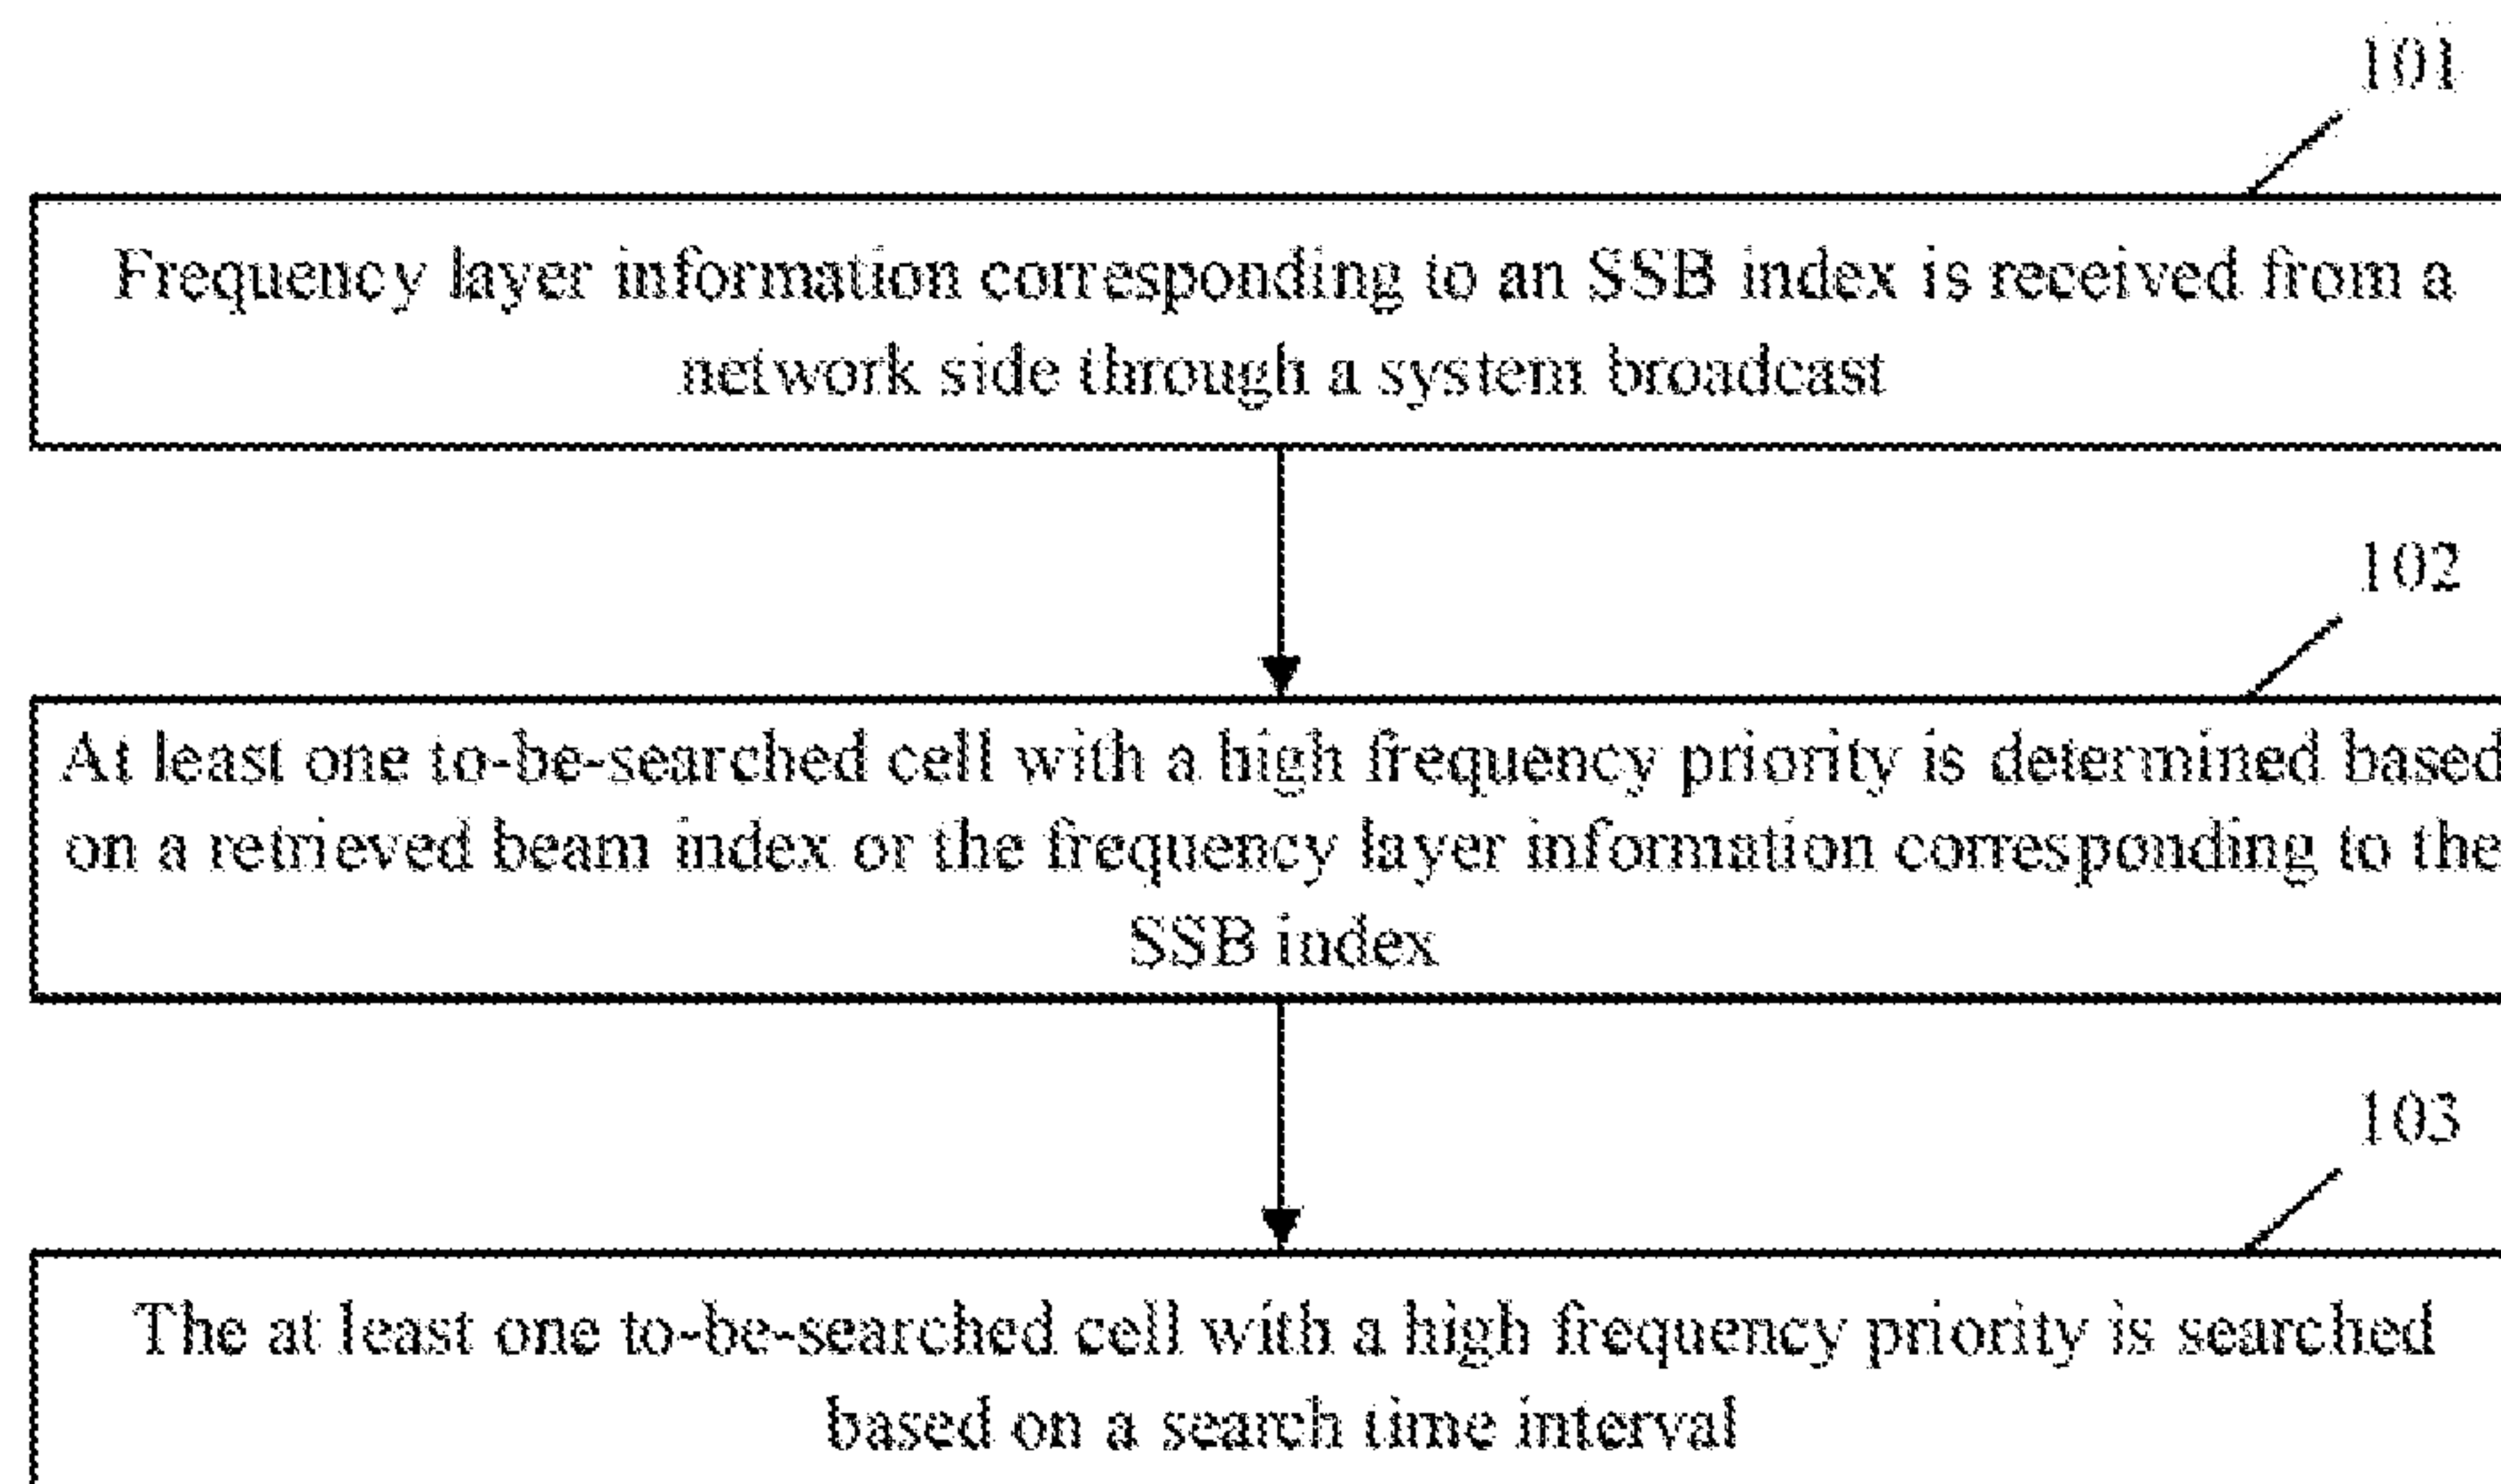 101
Frequency layer information corresponding to an SSB index is received from a
network side through a system broadcast
102
At least one to-be-searched cell with a high frequency priority is determined based
on a retrieved beam index or the frequency layer information corresponding to the
SSB index
103
The at least one to-be-searched cell with a high frequency priority is searched
based on a search time interval